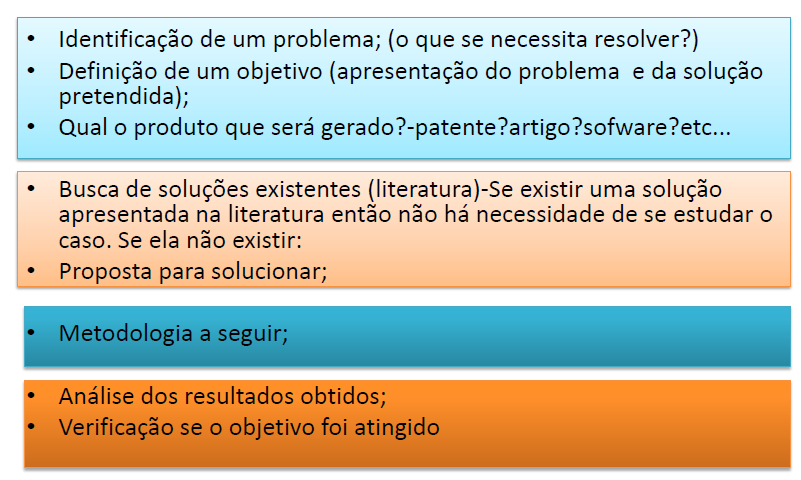 • Identificação de um problema; (o que se necessita resolver?)
• Definição de um objetivo (apresentação do problema e da solução
pretendida);
• Qual o produto que será gerado?-patente?artigo?sofware?etc...
• Busca de soluções existentes (literatura)-Se existir uma solução
apresentada na literatura então não há necessidade de se estudar o
caso. Se ela não existir:
• Proposta para solucionar;
• Metodologia a seguir;
• Análise dos resultados obtidos;
• Verificação se o objetivo foi atingido